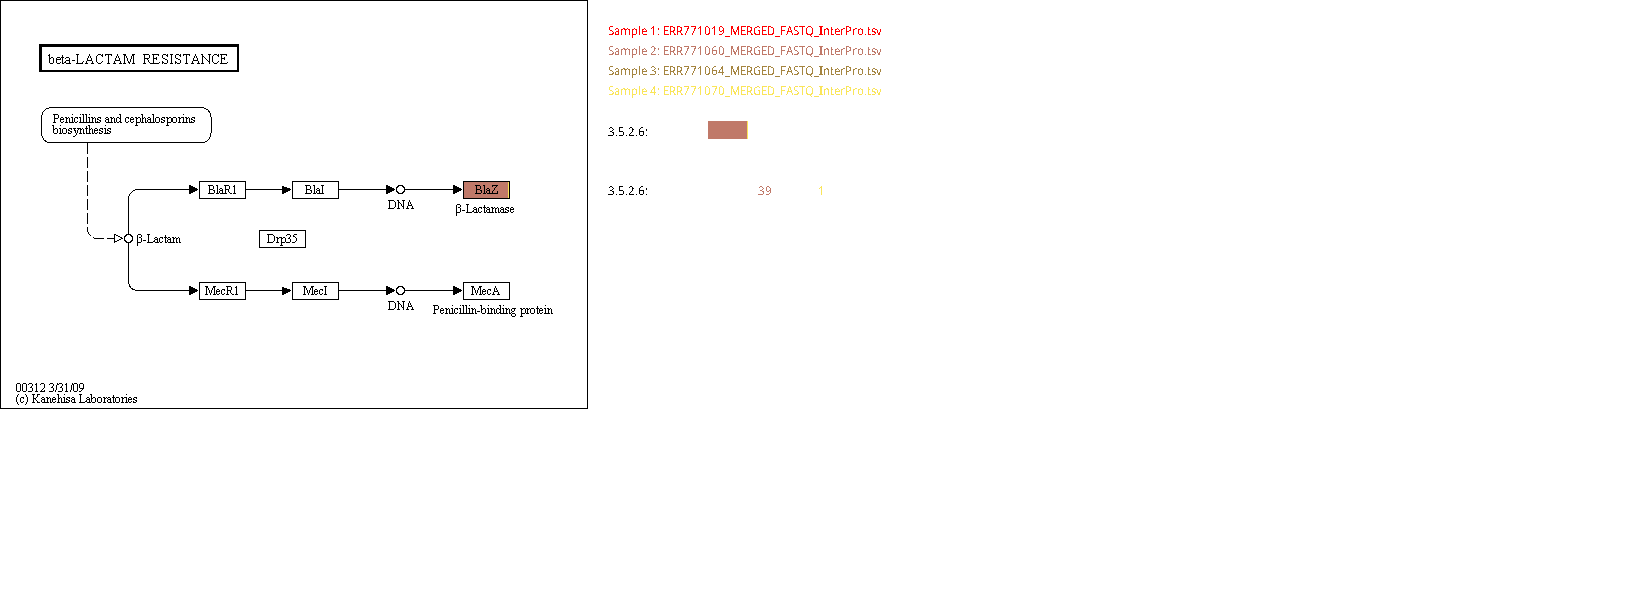 beta-LACTAM RESISTANCE
Penicillins and cephalosporins
biosynthesis
BlaR1
BlaI
DNA
BlaZ
β-Lactamase
β-Lactam
Drp35
MecR1
MecI
DNA
MecA
Penicillin-binding protein
00312 3/31/09
(c) Kanehisa Laboratories
Sample 1: ERR771019_MERGED_FASTQ_InterPro.tsv
Sample 2: ERR771060_MERGED_FASTQ_InterPro.tsv
Sample 3: ERR771064_MERGED_FASTQ_InterPro.tsv
Sample 4: ERR771070_MERGED_FASTQ_InterPro.tsv
3.5.2.6:
3.5.2.6: 39 1